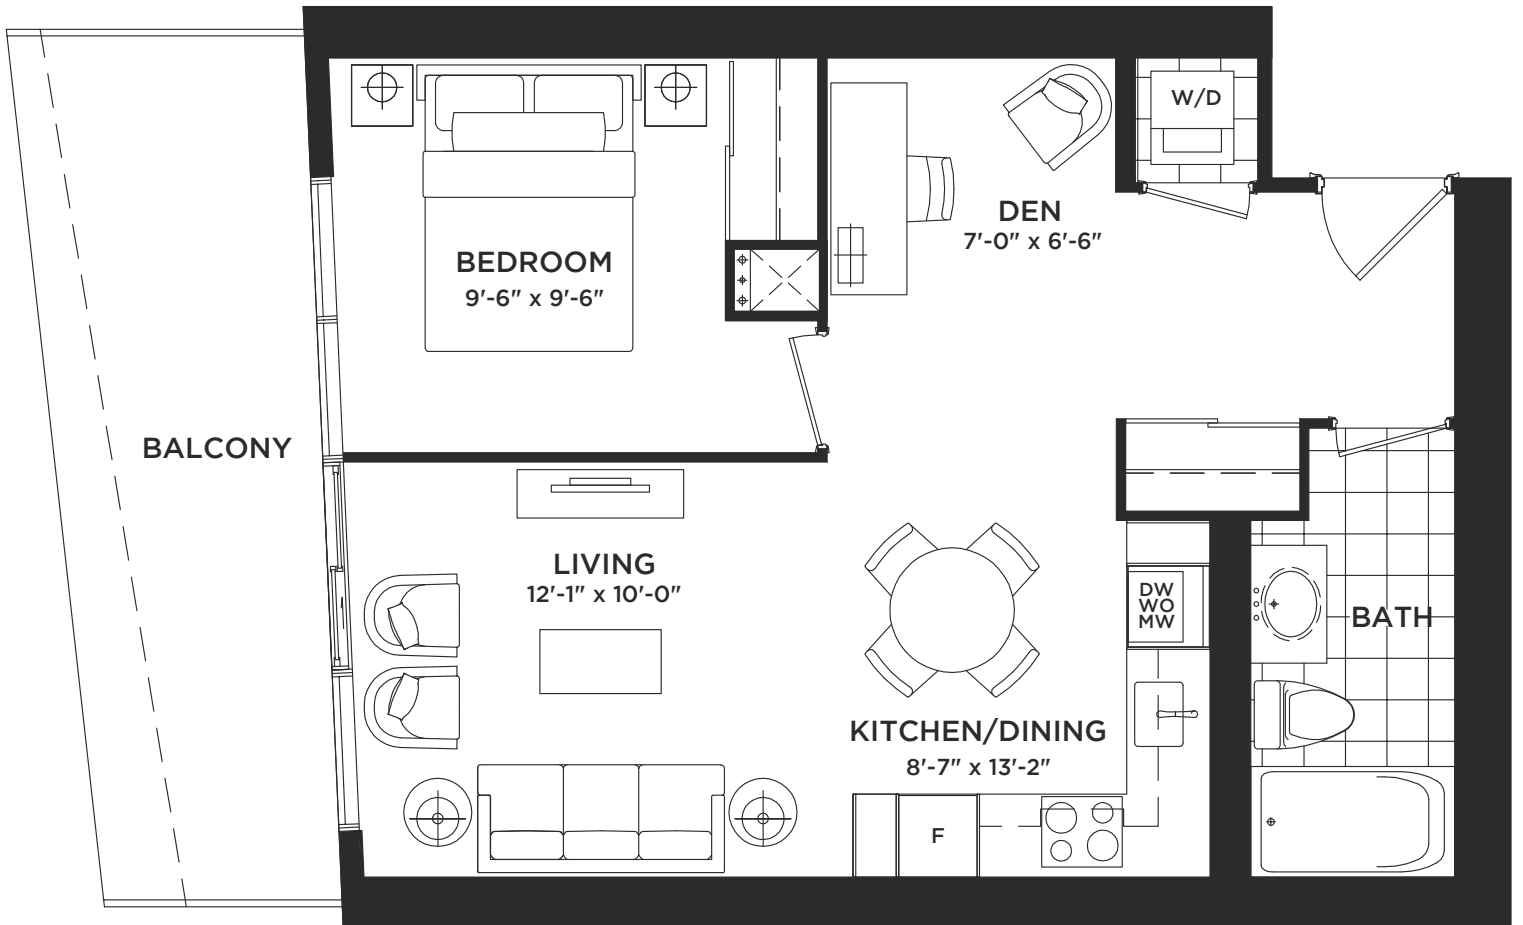 W/D
DEN
7'-0" x 6'-6"
BEDROOM
9'-6" x 9'-6"
BALCONY
LIVING
12'-1" x 10'-0"
DW
WO
MW
BATH
KITCHEN/DINING
8'-7" x 13'-2"
F